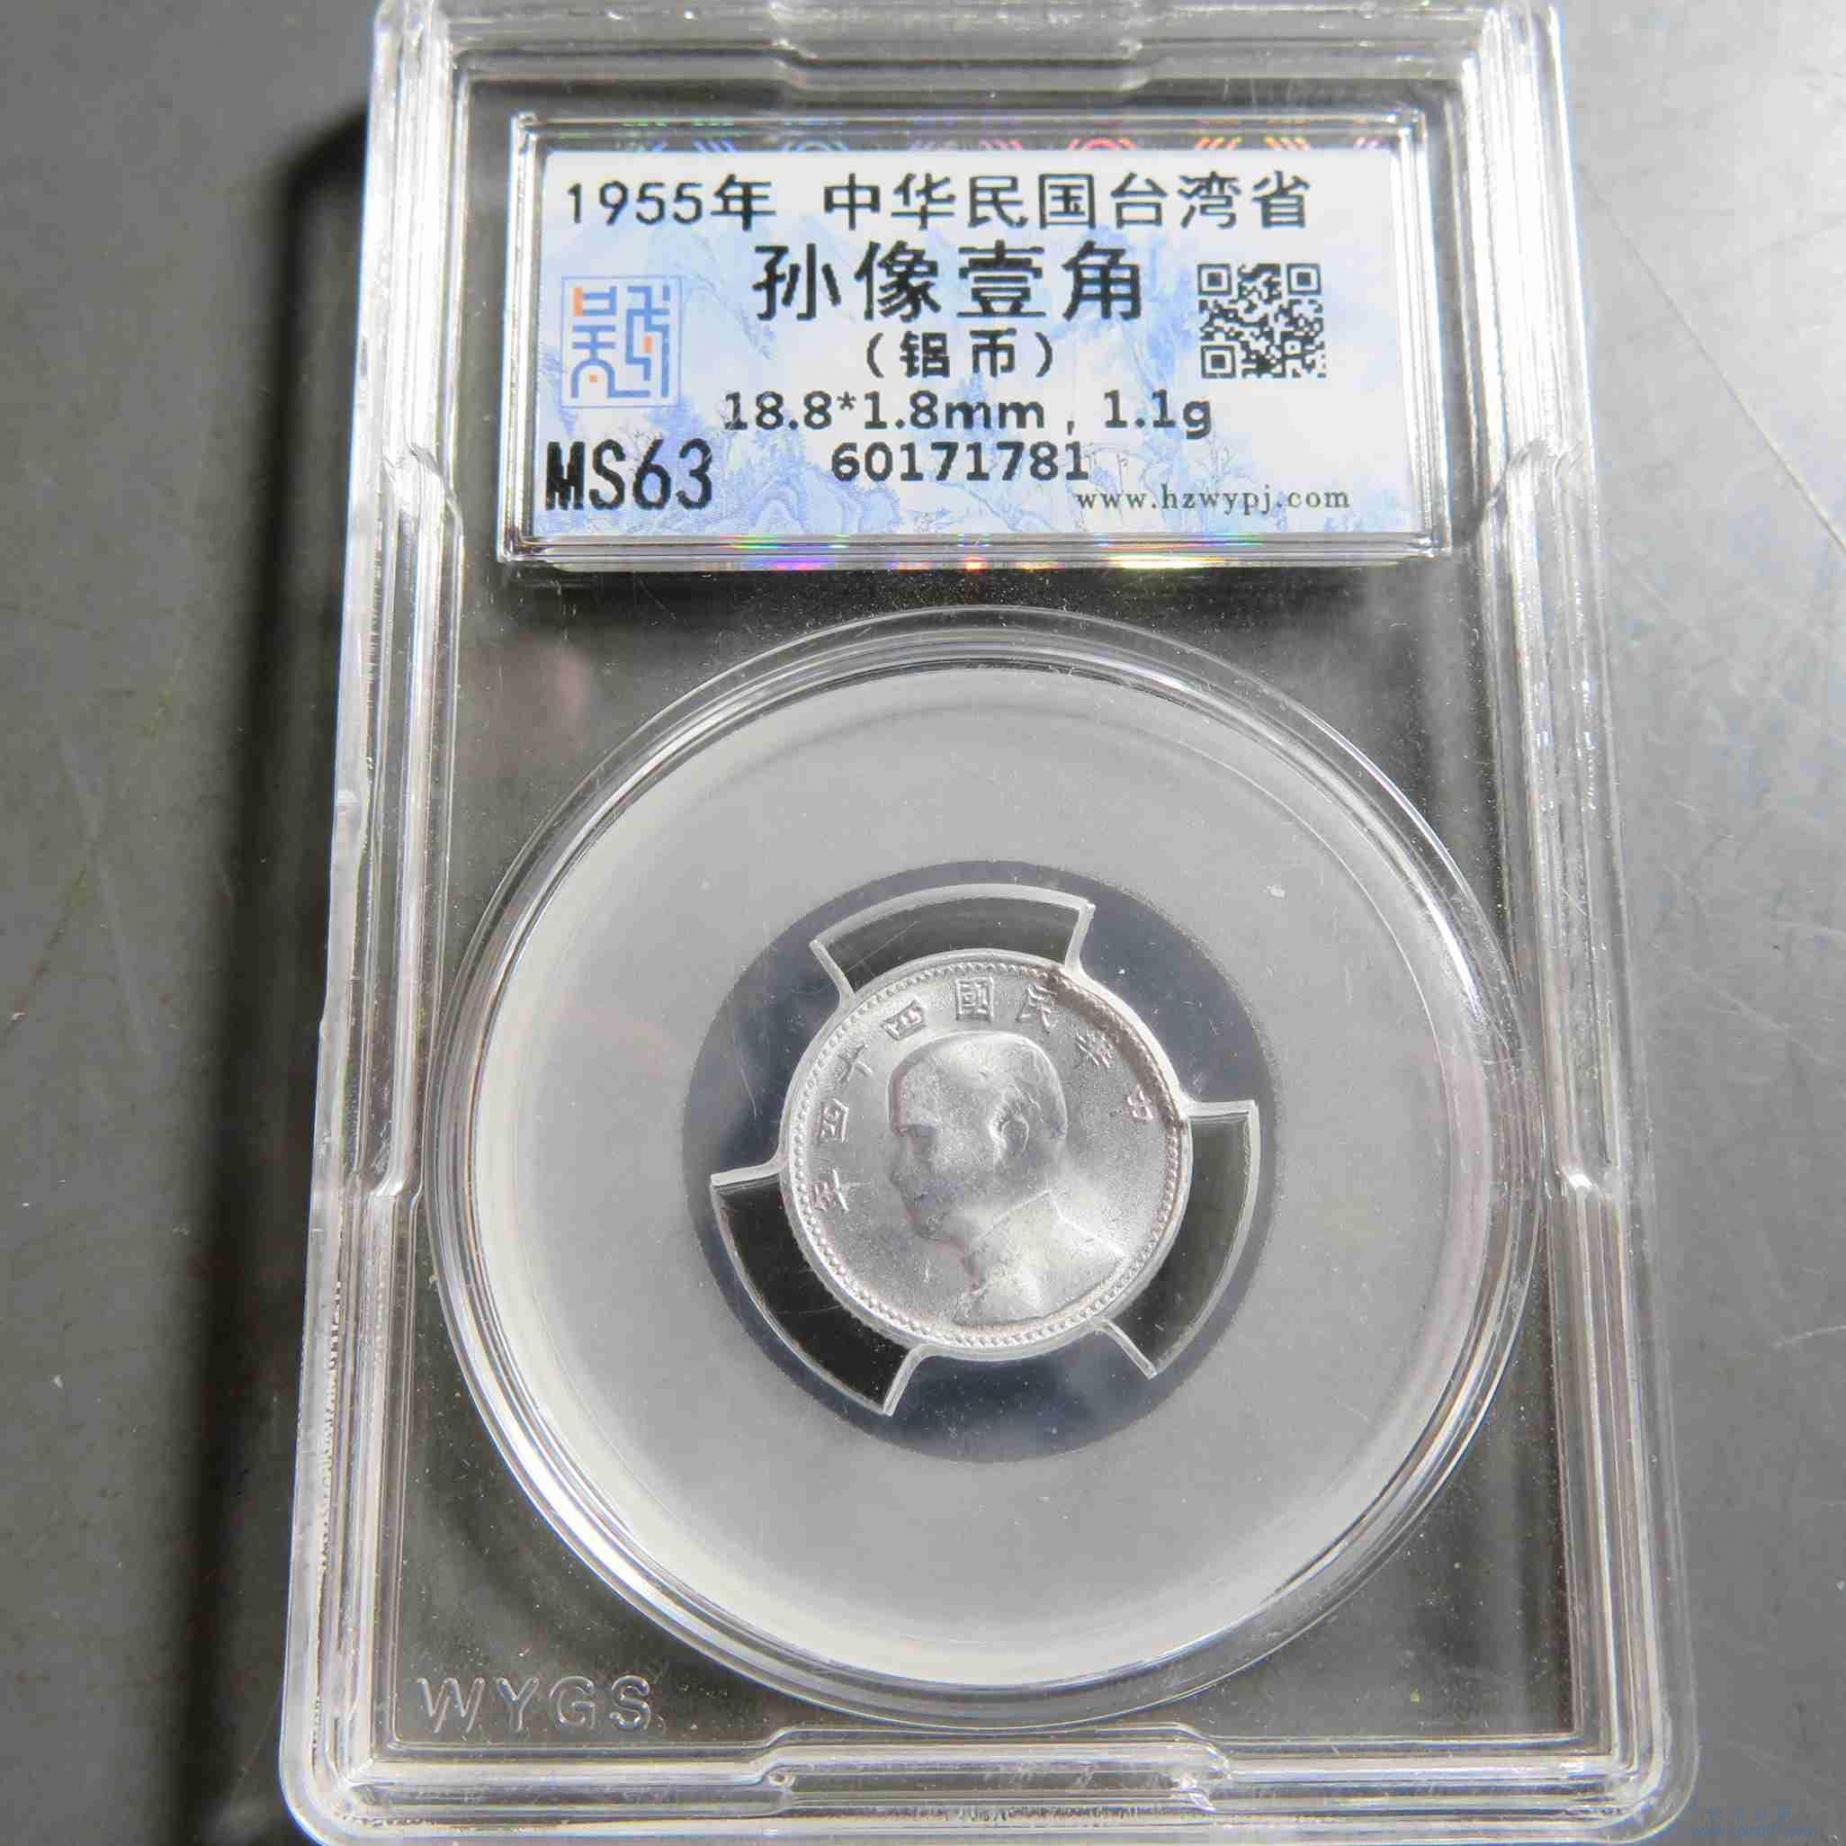 1955年 中华民国台湾省
孙像壹角
（铝币）
18.8*1.8mm，1.1g
MS63 60171781
www.hzwypj.com
中華民國四十四年
WYGS